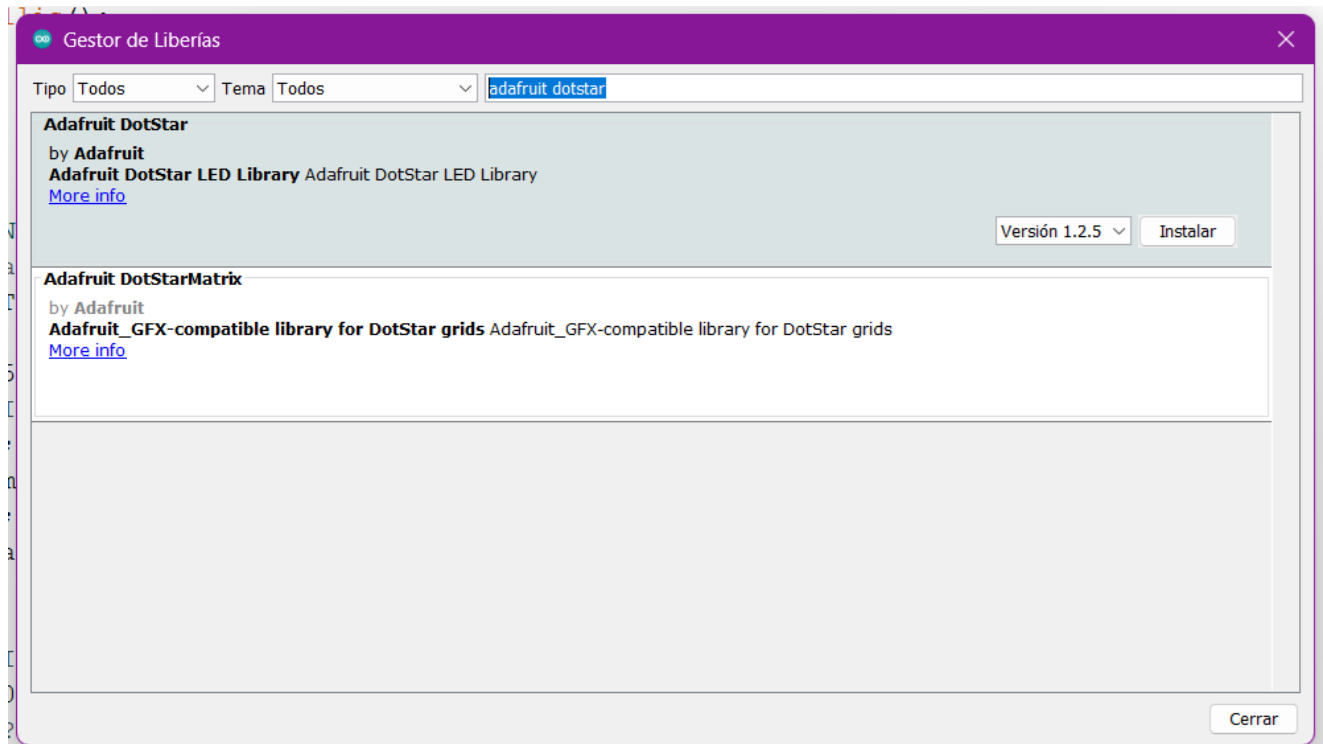 Gestor de Liberías
Tipo Todos Tema Todos adafruit dotstar
Adafruit DotStar
by Adafruit
Adafruit DotStar LED Library Adafruit DotStar LED Library
More info
Versión 1.2.5 Instalar
Adafruit DotStarMatrix
by Adafruit
Adafruit_GFX-compatible library for DotStar grids Adafruit_GFX-compatible library for DotStar grids
More info
Cerrar